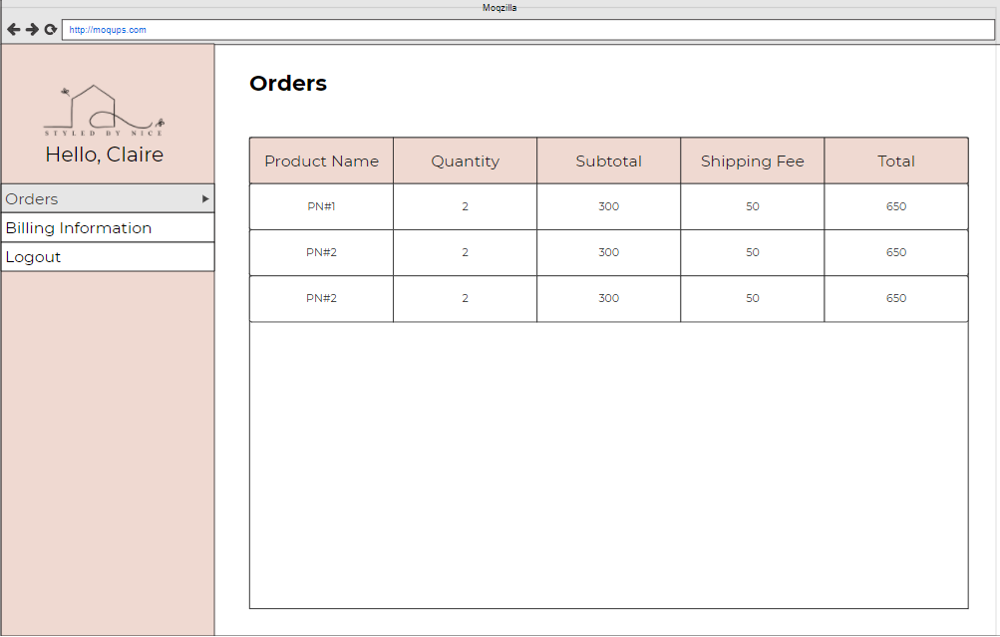 Moqzilla
http://moqups.com
STYLED BY NICE
Hello, Claire
Orders
Billing Information
Logout
Orders
Product Name Quantity Subtotal Shipping Fee Total
PN#1 2 300 50 650
PN#2 2 300 50 650
PN#2 2 300 50 650